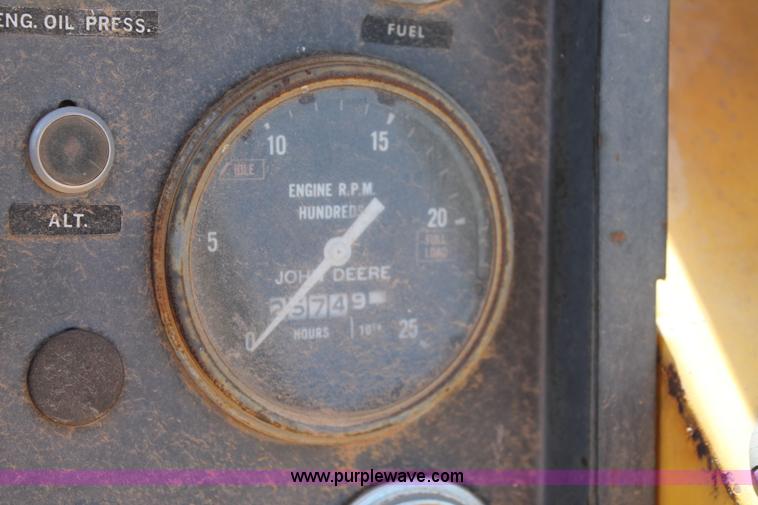 ENG. OIL PRESS.
FUEL
10
15
IDLE
ENGINE R.P.M.
HUNDREDS
ALT.
5
20
FULL
LOAD
JOHN DEERE
25749
0
HOURS
10TH
25
www.purplewave.com